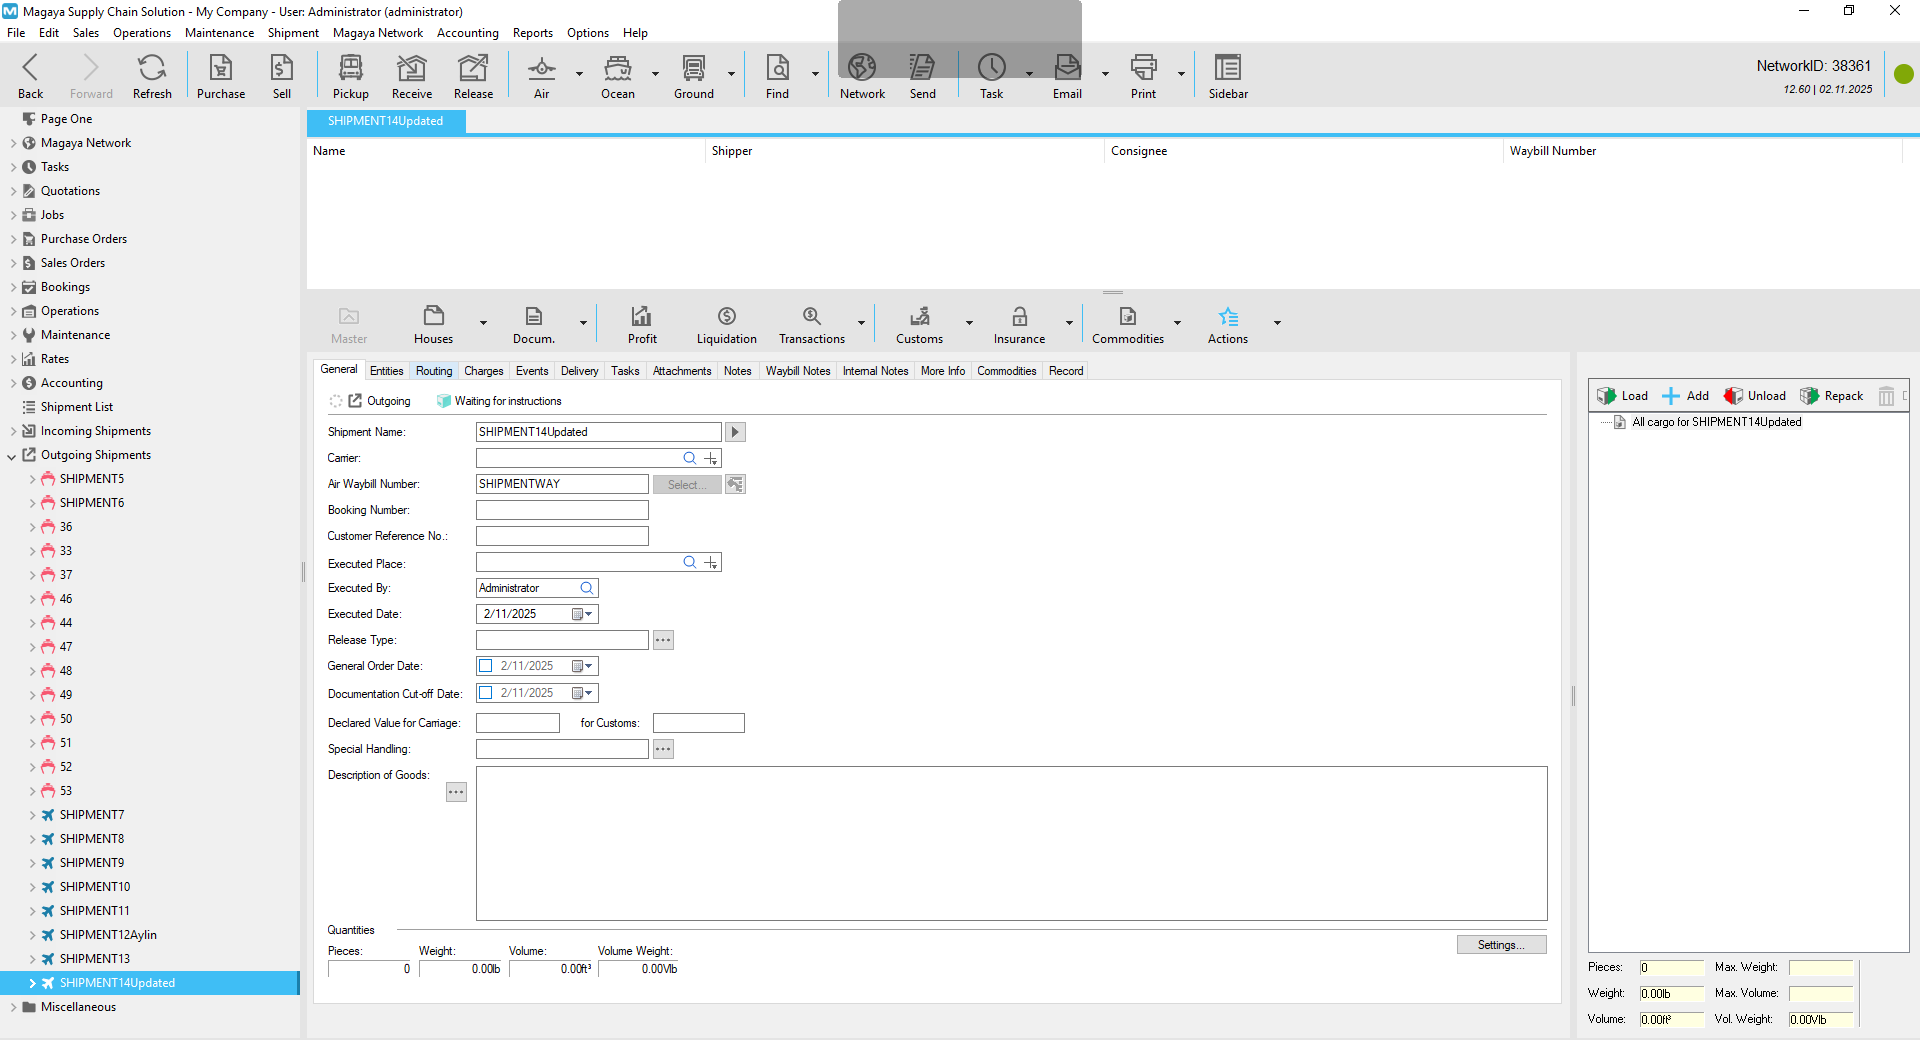 Magaya Supply Chain Solution - My Company - User: Administrator (administrator)
File Edit Sales Operations Maintenance Shipment Magaya Network Accounting Reports Options Help
Back Forward Refresh Purchase Sell Pickup Receive Release Air Ocean Ground Find Network Send Task Email Print Sidebar
NetworkID: 38361
12.60 | 02.11.2025
Page One
Magaya Network
Tasks
Quotations
Jobs
Purchase Orders
Sales Orders
Bookings
Operations
Maintenance
Rates
Accounting
Shipment List
Incoming Shipments
Outgoing Shipments
SHIPMENT5
SHIPMENT6
36
33
37
46
44
47
48
49
50
51
52
53
SHIPMENT7
SHIPMENT8
SHIPMENT9
SHIPMENT10
SHIPMENT11
SHIPMENT12Aylin
SHIPMENT13
SHIPMENT14Updated
Miscellaneous
SHIPMENT14Updated
Name Shipper Consignee Waybill Number
Master Houses Docum. Profit Liquidation Transactions Customs Insurance Commodities Actions
General Entities Routing Charges Events Delivery Tasks Attachments Notes Waybill Notes Internal Notes More Info Commodities Record
Outgoing Waiting for instructions
Shipment Name: SHIPMENT14Updated
Carrier:
Air Waybill Number: SHIPMENTWAY Select...
Booking Number:
Customer Reference No.:
Executed Place:
Executed By: Administrator
Executed Date: 2/11/2025
Release Type:
General Order Date: 2/11/2025
Documentation Cut-off Date: 2/11/2025
Declared Value for Carriage: for Customs:
Special Handling:
Description of Goods:
Quantities
Settings...
Pieces: Weight: Volume: Volume Weight:
0 0.00lb 0.00ft³ 0.00Vlb
Load Add Unload Repack
All cargo for SHIPMENT14Updated
Pieces: 0 Max. Weight:
Weight: 0.00lb Max. Volume:
Volume: 0.00ft³ Vol. Weight: 0.00Vlb